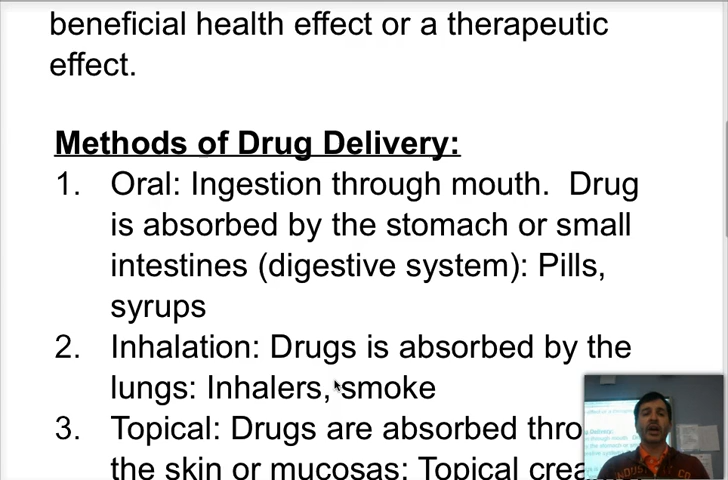 beneficial health effect or a therapeutic
effect.
Methods of Drug Delivery:
1. Oral: Ingestion through mouth. Drug
is absorbed by the stomach or small
intestines (digestive system): Pills,
syrups
2. Inhalation: Drugs is absorbed by the
lungs: Inhalers, smoke
3. Topical: Drugs are absorbed thro
the skin or mucosas: Topical crea